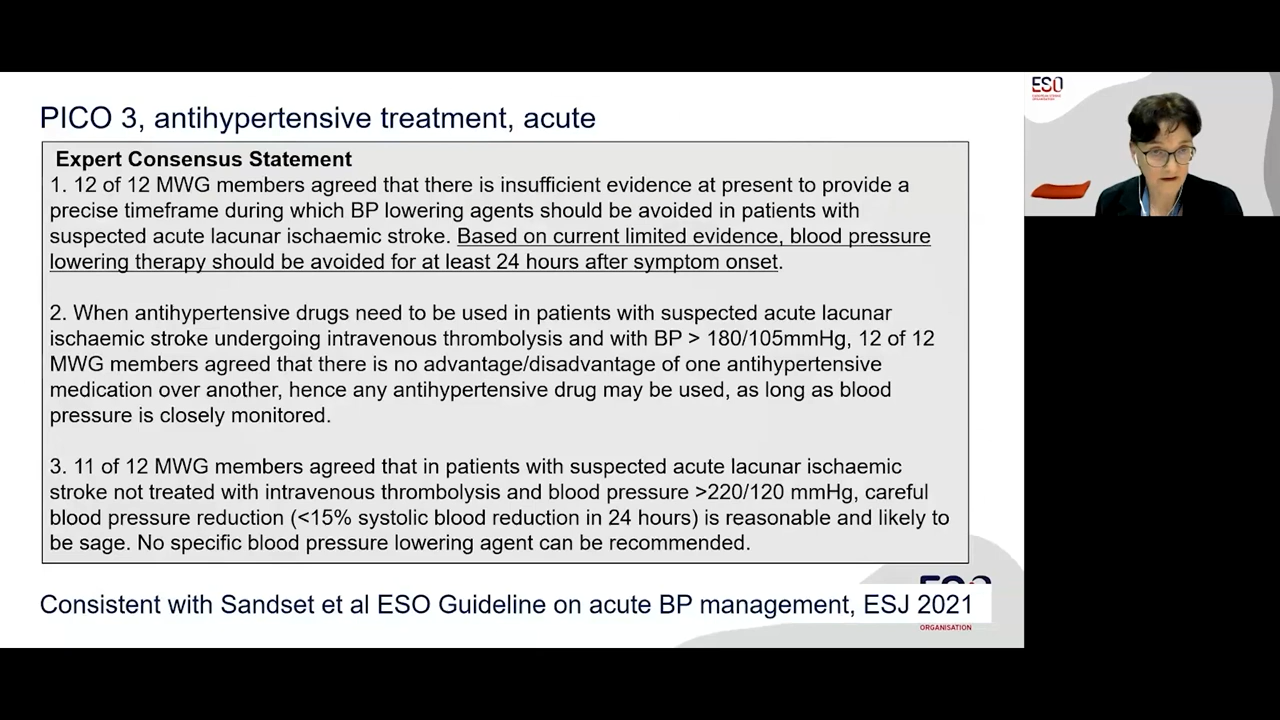 PICO 3, antihypertensive treatment, acute
Expert Consensus Statement
1. 12 of 12 MWG members agreed that there is insufficient evidence at present to provide a
precise timeframe during which BP lowering agents should be avoided in patients with
suspected acute lacunar ischaemic stroke. Based on current limited evidence, blood pressure
lowering therapy should be avoided for at least 24 hours after symptom onset.
2. When antihypertensive drugs need to be used in patients with suspected acute lacunar
ischaemic stroke undergoing intravenous thrombolysis and with BP > 180/105mmHg, 12 of 12
MWG members agreed that there is no advantage/disadvantage of one antihypertensive
medication over another, hence any antihypertensive drug may be used, as long as blood
pressure is closely monitored.
3. 11 of 12 MWG members agreed that in patients with suspected acute lacunar ischaemic
stroke not treated with intravenous thrombolysis and blood pressure >220/120 mmHg, careful
blood pressure reduction (<15% systolic blood reduction in 24 hours) is reasonable and likely to
be sage. No specific blood pressure lowering agent can be recommended.
Consistent with Sandset et al ESO Guideline on acute BP management, ESJ 2021
ESO
ORGANISATION
ESO
EUROPEAN STROKE
ORGANISATION